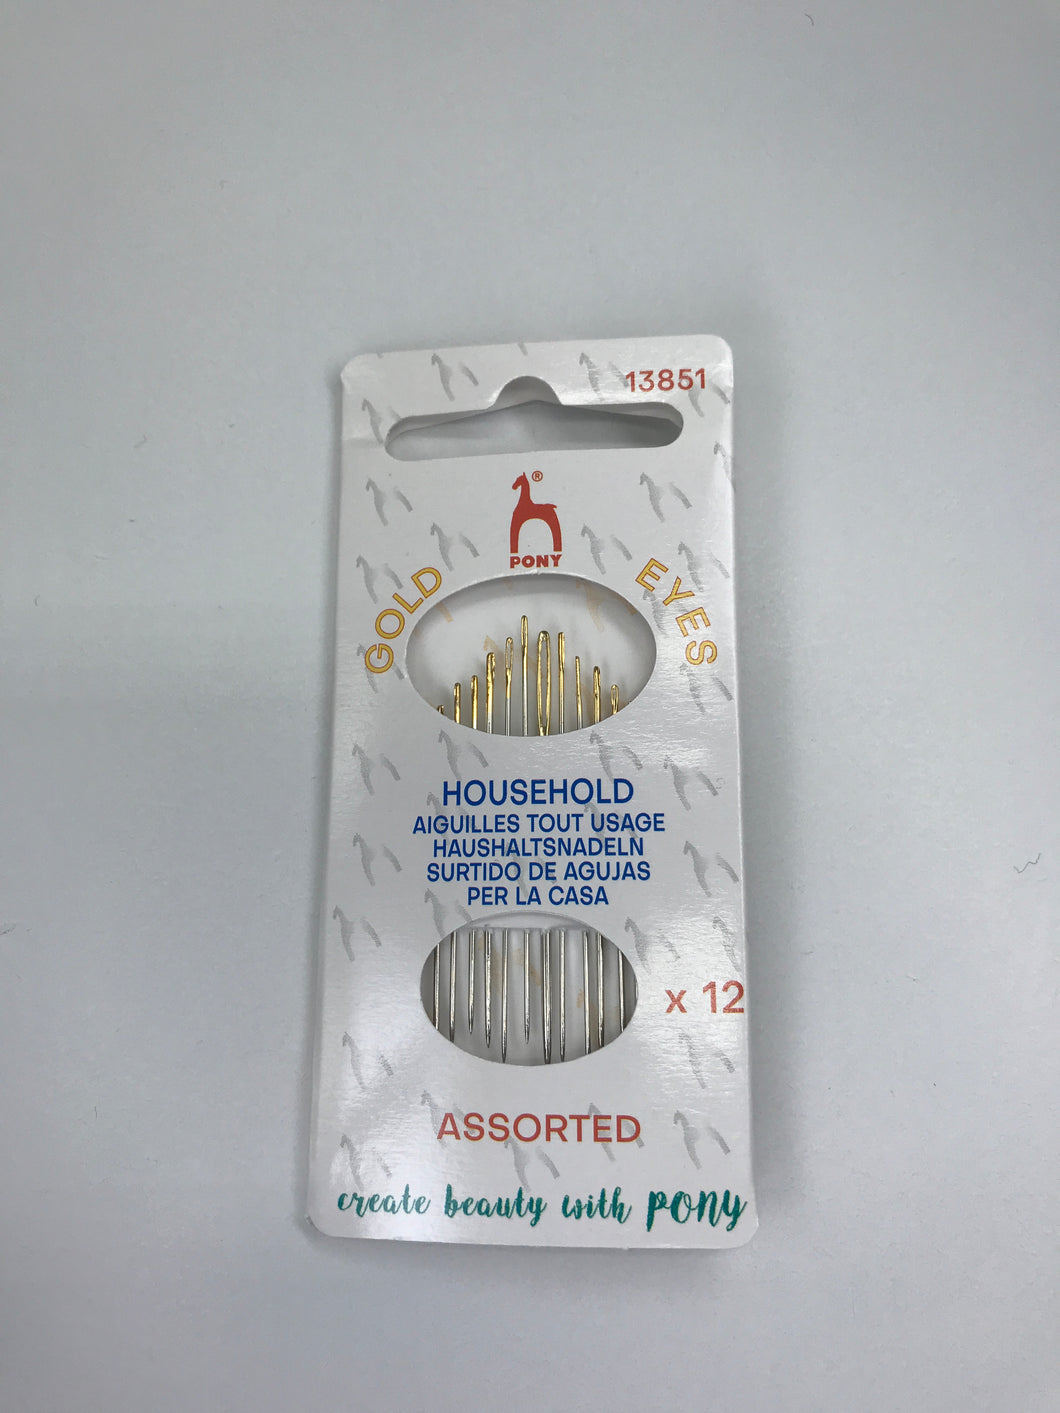 13851
®
PONY
GOLD EYES
HOUSEHOLD
AIGUILLES TOUT USAGE
HAUSHALTSNADELN
SURTIDO DE AGUJAS
PER LA CASA
x 12
ASSORTED
create beauty with PONY